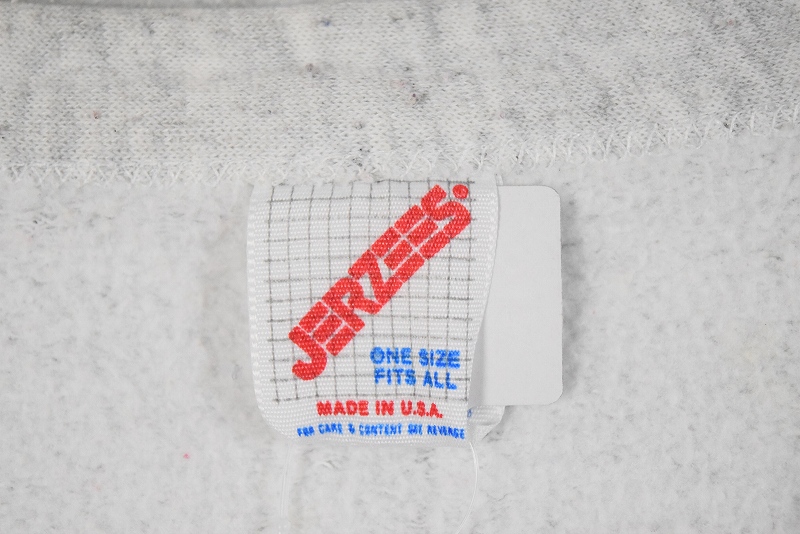 JERZEES
ONE SIZE
FITS ALL
MADE IN U.S.A.
FOR CARE & CONTENT SEE REVERSE